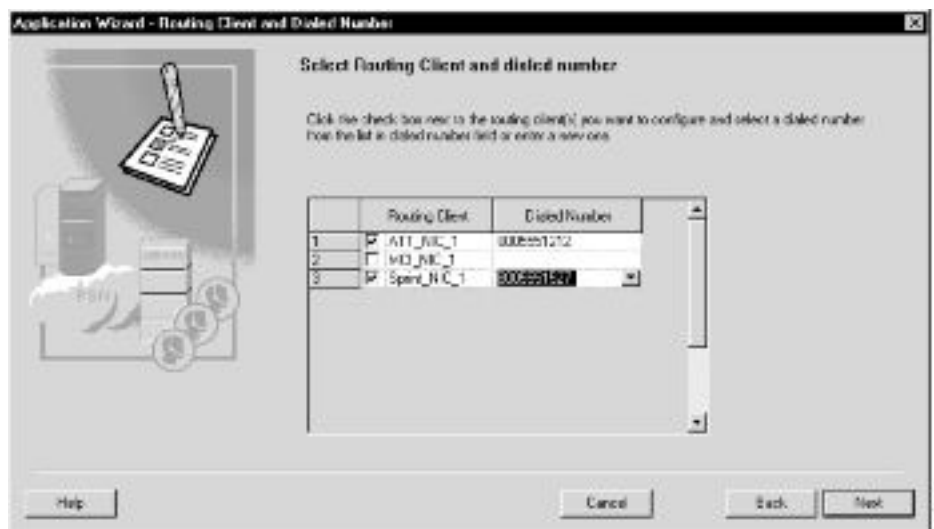 Application Wizard - Routing Client and Dialed Number
Select Routing Client and dialed number
Click the check box next to the routing client(s) you want to configure and select a dialed number
from the list in dialed number field or enter a new one
Routing Client Dialed Number
1 ATT_NIC_1 8005551212
2 MCI_NIC_1
3 Sprint_NIC_1
Help Cancel Back Next